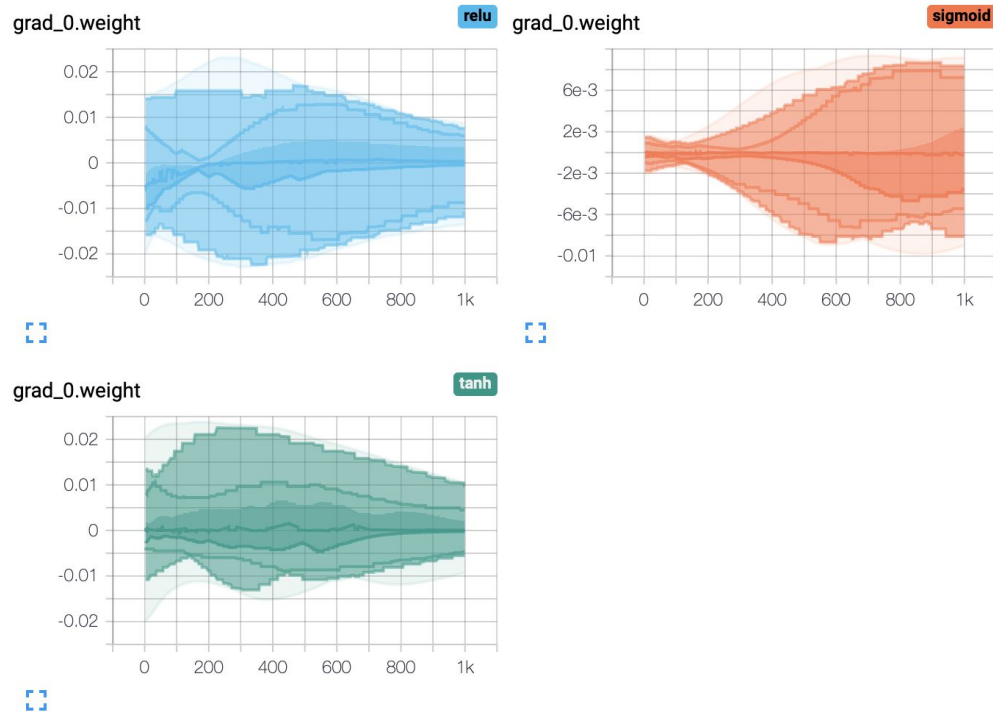 grad_0.weight
relu
0.02
0.01
0
-0.01
-0.02
0 200 400 600 800 1k
grad_0.weight
sigmoid
6e-3
2e-3
-2e-3
-6e-3
-0.01
0 200 400 600 800 1k
grad_0.weight
tanh
0.02
0.01
0
-0.01
-0.02
0 200 400 600 800 1k